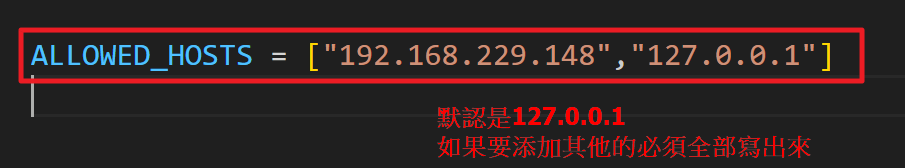 ALLOWED_HOSTS = ["192.168.229.148","127.0.0.1"]
默認是127.0.0.1
如果要添加其他的必須全部寫出來